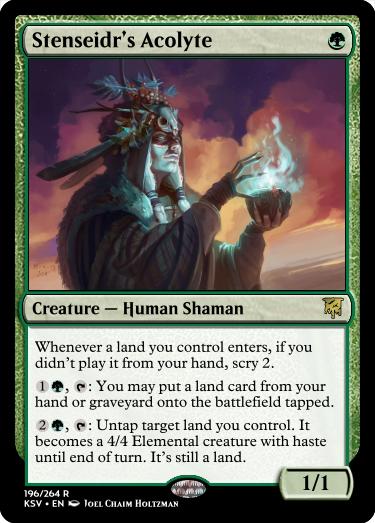 Stenseidr's Acolyte
Creature — Human Shaman
Whenever a land you control enters, if you
didn't play it from your hand, scry 2.
1 , : You may put a land card from your
hand or graveyard onto the battlefield tapped.
2 , : Untap target land you control. It
becomes a 4/4 Elemental creature with haste
until end of turn. It's still a land.
1/1
196/264 R
KSV • EN Joel Chaim Holtzman